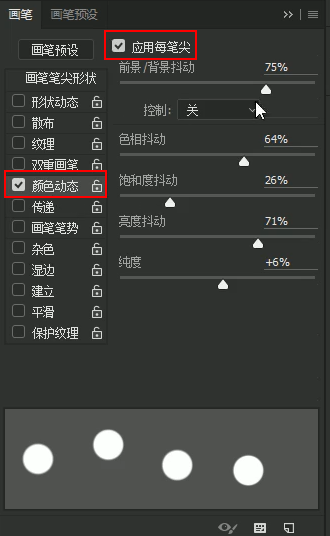 画笔 画笔预设
画笔预设 应用每笔尖
画笔笔尖形状 前景/背景抖动 75%
形状动态 控制: 关
散布
纹理 色相抖动 64%
双重画笔
颜色动态 饱和度抖动 26%
传递
画笔笔势 亮度抖动 71%
杂色
湿边 纯度 +6%
建立
平滑
保护纹理